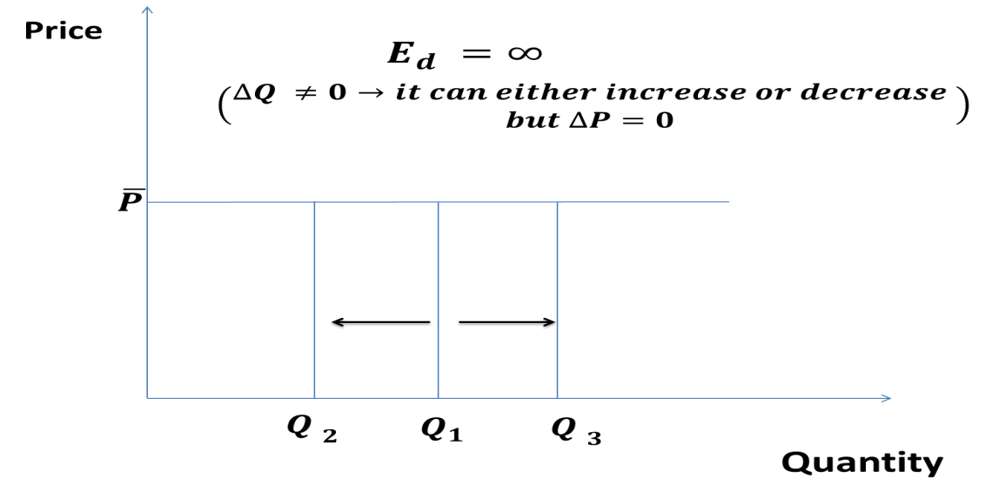 Price
E_d = ∞
(ΔQ ≠ 0 → it can either increase or decrease
but ΔP = 0)
P̅
Q_2 Q_1 Q_3
Quantity